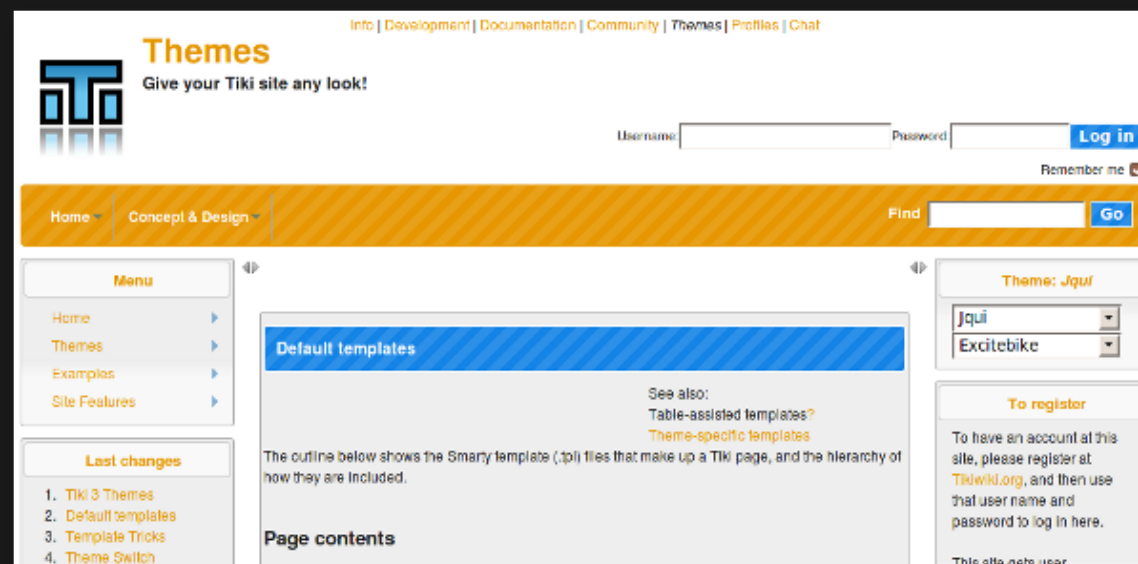 Info | Development | Documentation | Community | Themes | Profiles | Chat
Themes
Give your Tiki site any look!
Username:
Password:
Log in
Remember me
Home
Concept & Design
Find
Go
Menu
Home
Themes
Examples
Site Features
Last changes
1. Tiki 3 Themes
2. Default templates
3. Template Tricks
4. Theme Switch
Default templates
See also:
Table-assisted templates?
Theme-specific templates
The outline below shows the Smarty template (.tpl) files that make up a Tiki page, and the hierarchy of
how they are included.
Page contents
Theme: Jqui
Jqui
Excitebike
To register
To have an account at this
site, please register at
Tikiwiki.org, and then use
that user name and
password to log in here.
This site gets user